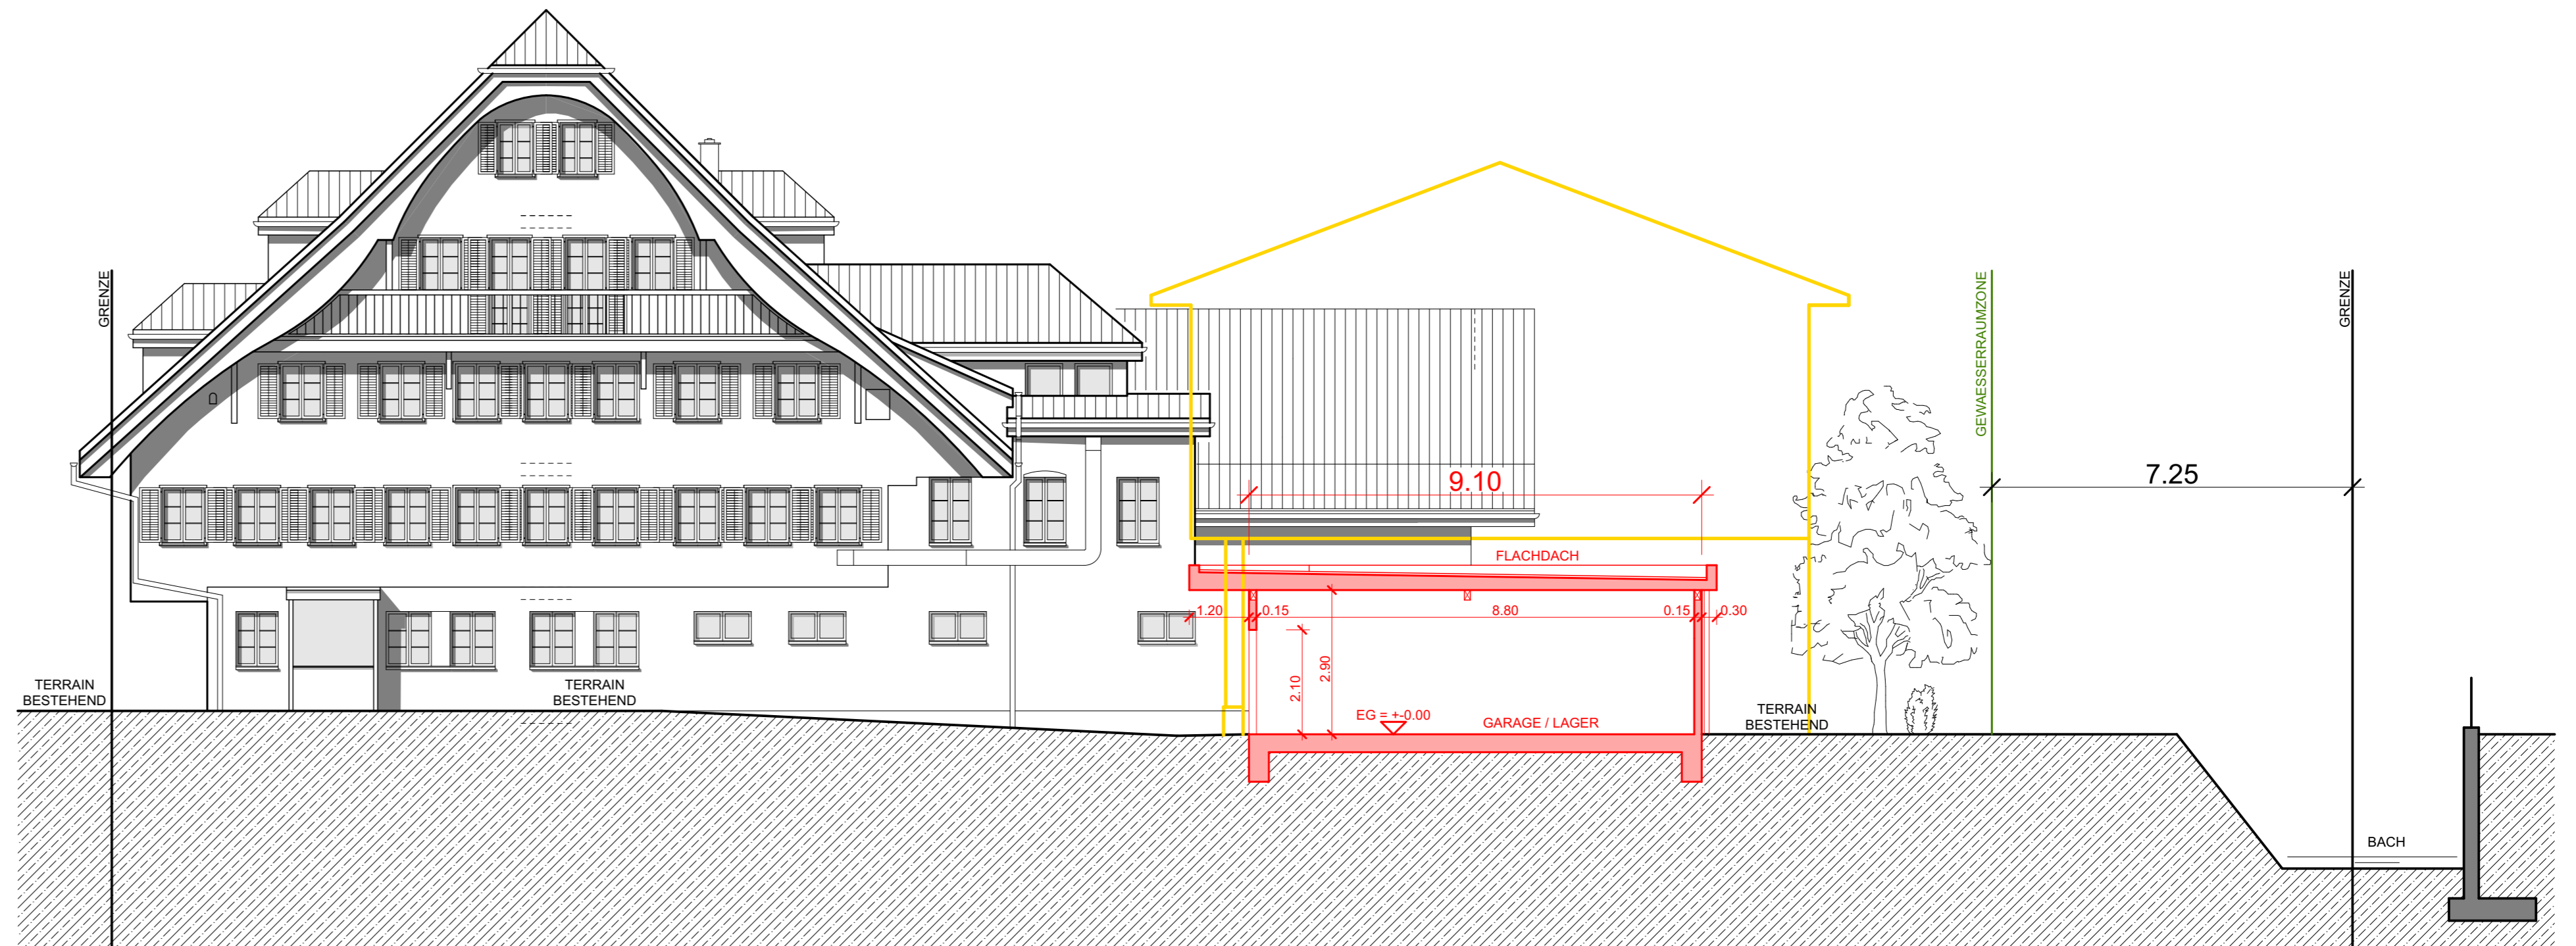 GRENZE
GEWAESSERRAUMZONE
GRENZE
9.10
7.25
FLACHDACH
1.20
0.15
8.80
0.15
0.30
2.10
2.90
EG = +-0.00
GARAGE / LAGER
TERRAIN
BESTEHEND
TERRAIN
BESTEHEND
TERRAIN
BESTEHEND
BACH